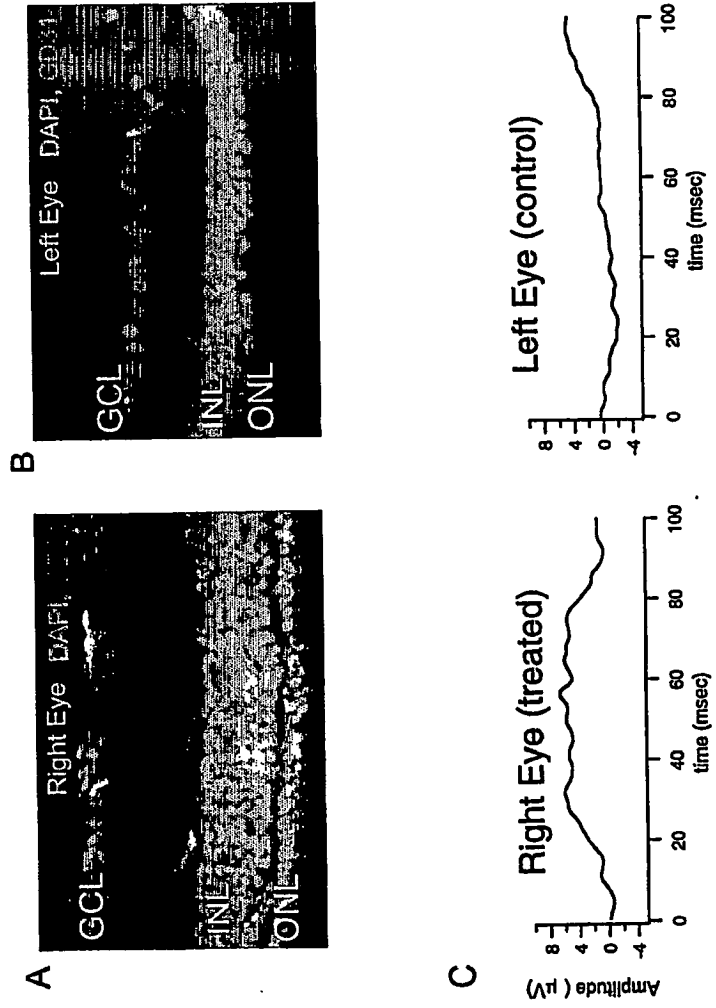 A
Right Eye DAPI,
GCL
INL
ONL
B
Left Eye DAPI, CD31
GCL
INL
ONL
C
Right Eye (treated)
Amplitude ( µV)
8
4
0
-4
0 20 40 60 80 100
time (msec)
Left Eye (control)
8
4
0
-4
0 20 40 60 80 100
time (msec)